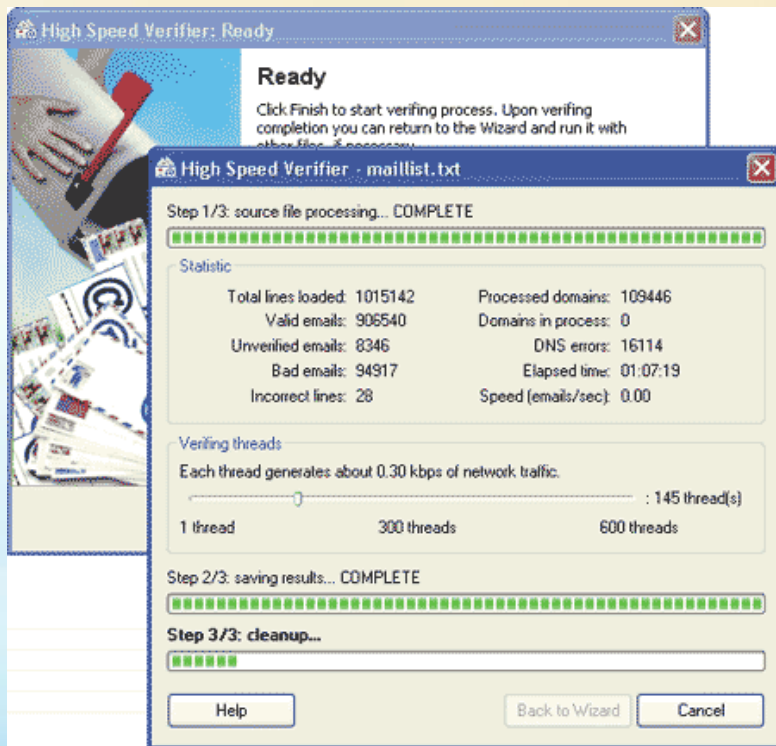 High Speed Verifier: Ready
Ready
Click Finish to start verifing process. Upon verifing
completion you can return to the Wizard and run it with
other files, if necessary
High Speed Verifier - maillist.txt
Step 1/3: source file processing... COMPLETE
Statistic
Total lines loaded: 1015142 Processed domains: 109446
Valid emails: 906540 Domains in process: 0
Unverified emails: 8346 DNS errors: 16114
Bad emails: 94917 Elapsed time: 01:07:19
Incorrect lines: 28 Speed (emails/sec): 0.00
Verifing threads
Each thread generates about 0.30 kbps of network traffic.
: 145 thread(s)
1 thread 300 threads 600 threads
Step 2/3: saving results... COMPLETE
Step 3/3: cleanup...
Help Back to Wizard Cancel